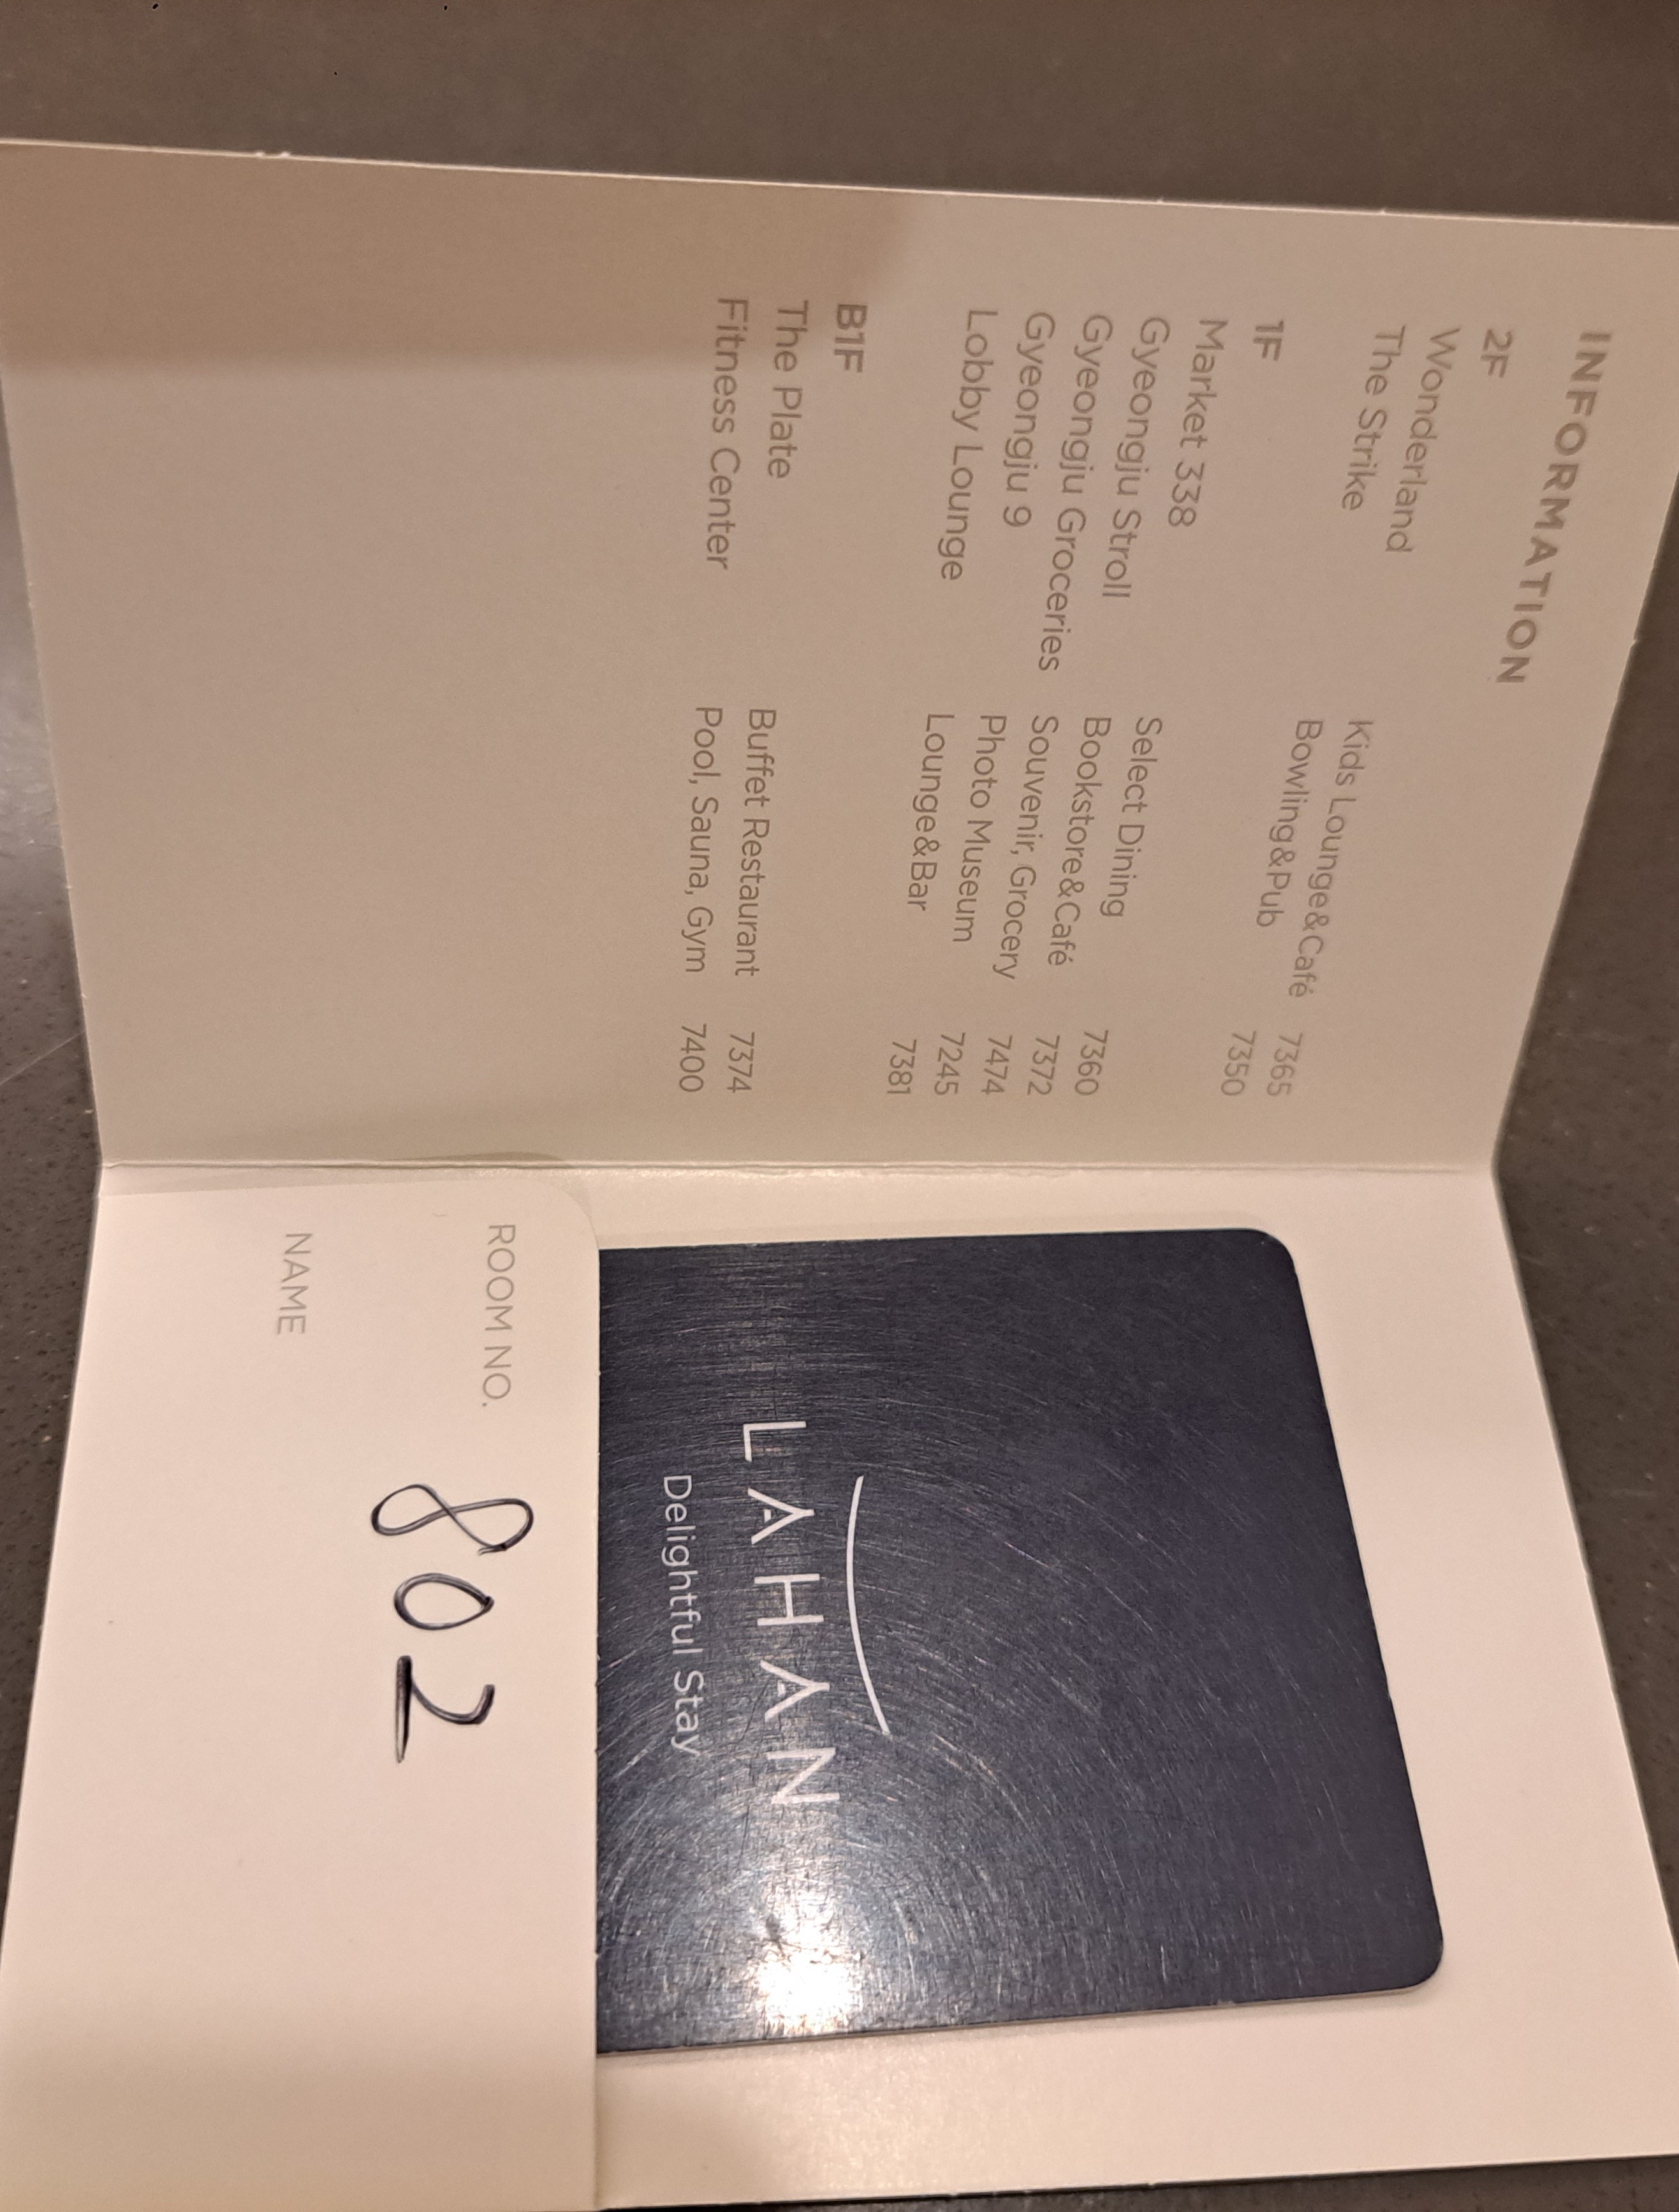 INFORMATION
2F
Wonderland Kids Lounge&Café 7365
The Strike Bowling&Pub 7350
1F
Market 338 Select Dining 7360
Gyeongju Stroll Bookstore&Café 7372
Gyeongju Groceries Souvenir, Grocery 7474
Gyeongju 9 Photo Museum 7245
Lobby Lounge Lounge&Bar 7381
B1F
The Plate Buffet Restaurant 7374
Fitness Center Pool, Sauna, Gym 7400
LAHAN
Delightful Stay
ROOM NO. 802
NAME